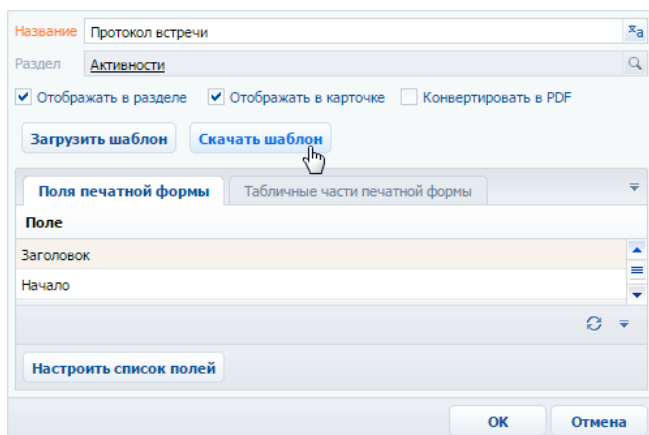 Название Протокол встречи xа
Раздел Активности
Отображать в разделе Отображать в карточке Конвертировать в PDF
Загрузить шаблон Скачать шаблон
Поля печатной формы Табличные части печатной формы
Поле
Заголовок
Начало
Настроить список полей
ОК Отмена